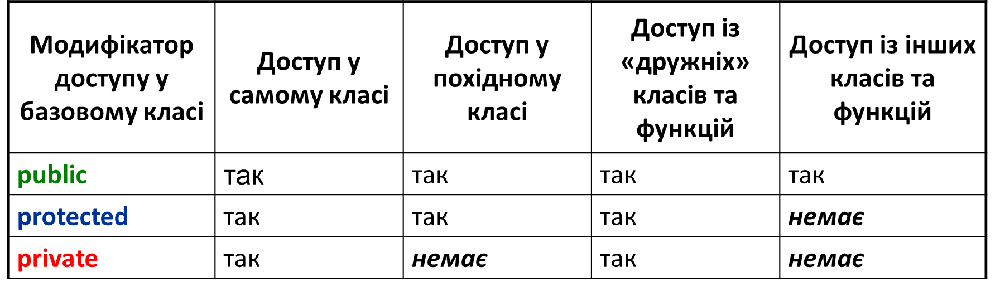 Модифікатор
доступу у
базовому класі
Доступ у
самому класі
Доступ у
похідному
класі
Доступ із
«дружніх»
класів та
функцій
Доступ із інших
класів та
функцій
public
так
так
так
так
protected
так
так
так
немає
private
так
немає
так
немає